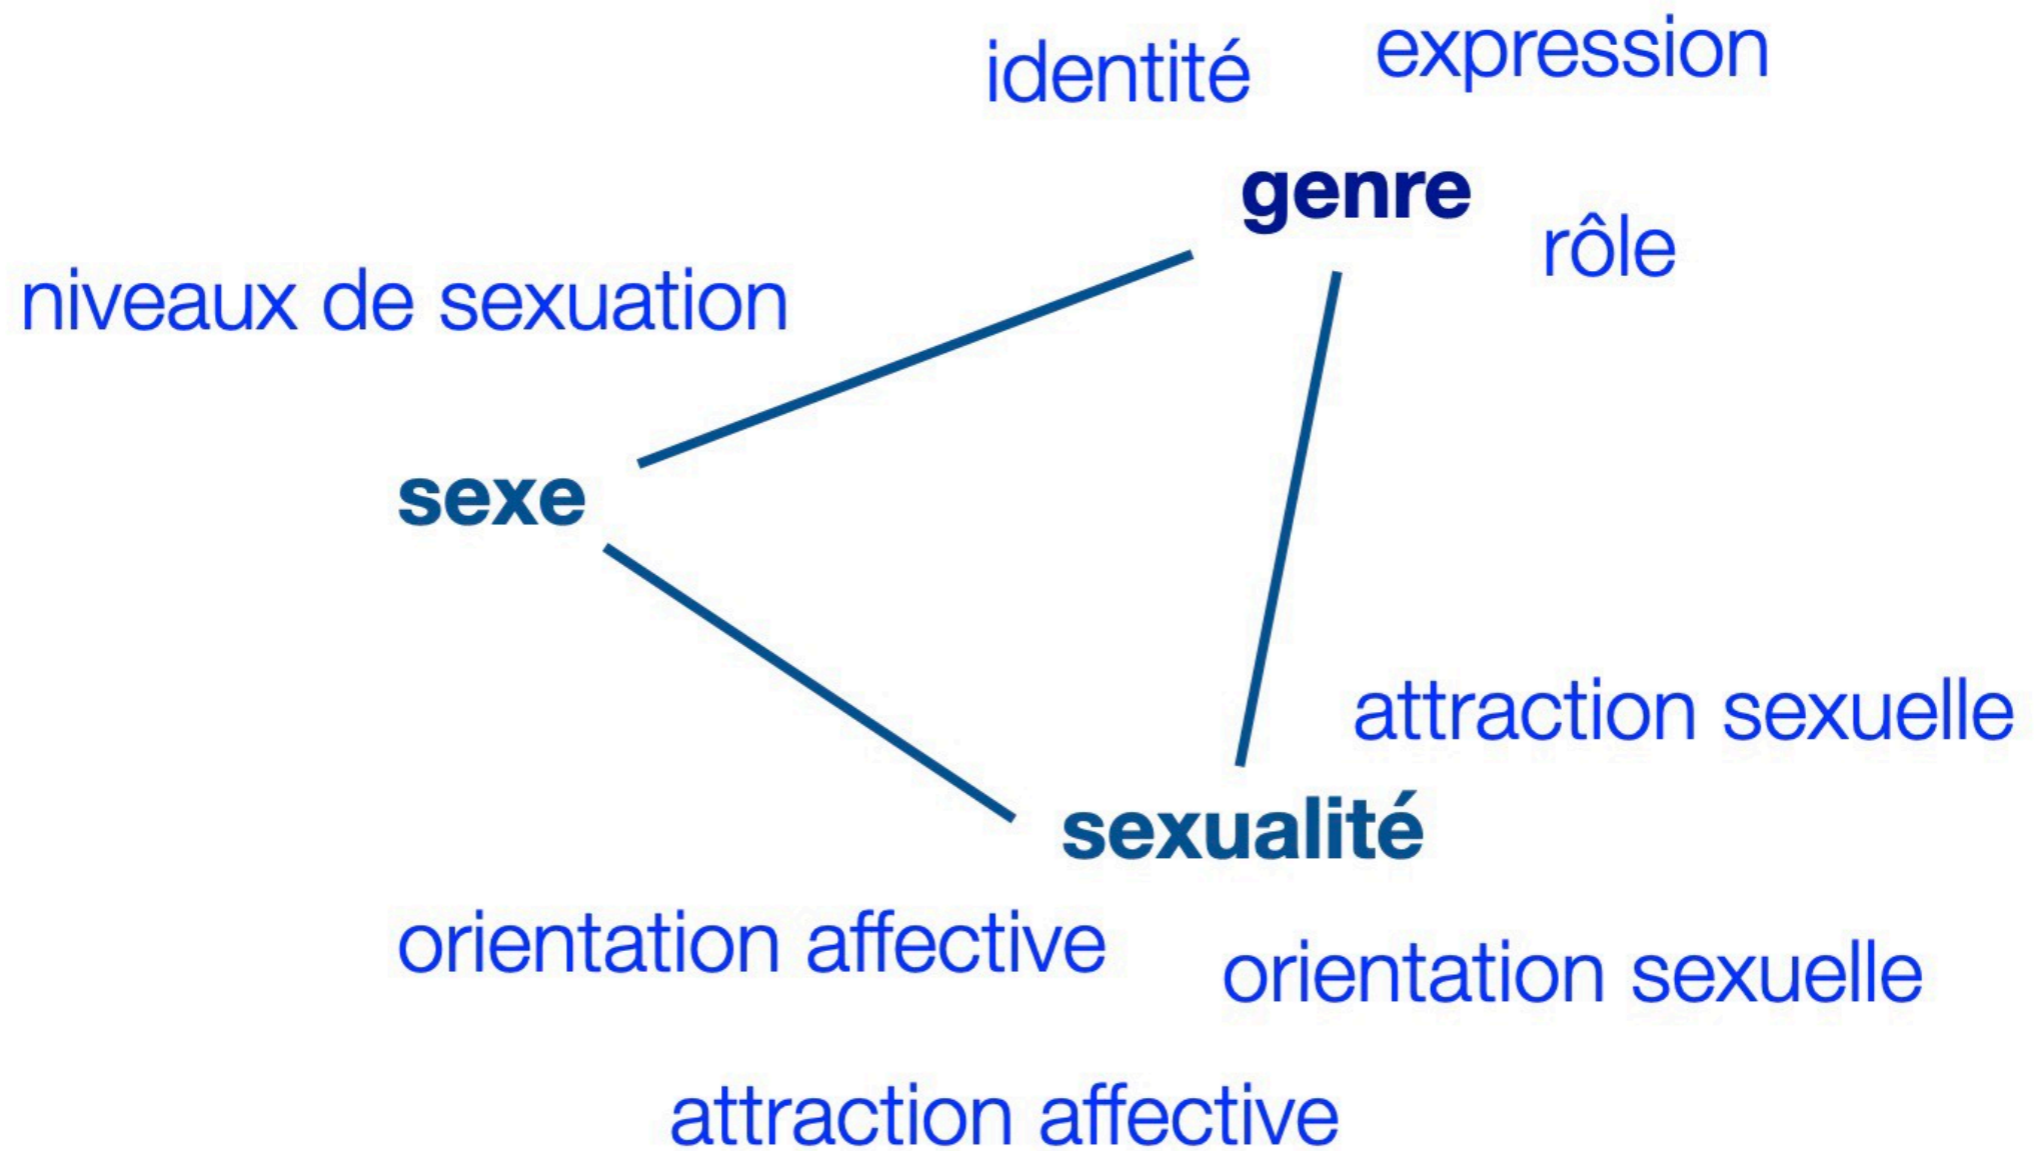 identité
expression
genre
rôle
niveaux de sexuation
sexe
attraction sexuelle
sexualité
orientation affective
orientation sexuelle
attraction affective